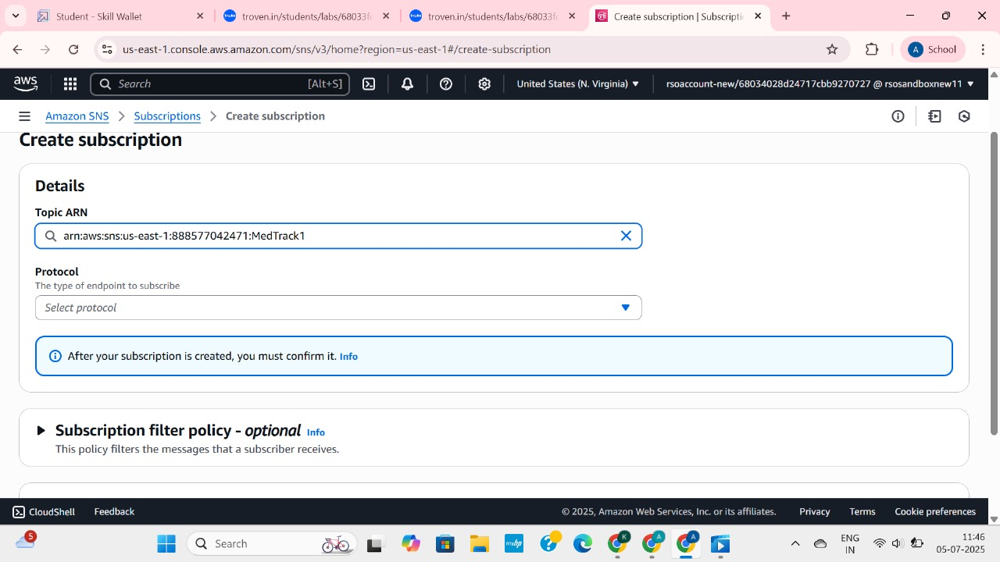 Student - Skill Wallet
troven.in/students/labs/68033f
troven.in/students/labs/68033f
Create subscription | Subscripti
us-east-1.console.aws.amazon.com/sns/v3/home?region=us-east-1#/create-subscription
A School
aws
Search [Alt+S]
United States (N. Virginia)
rsoaccount-new/68034028d24717cbb9270727 @ rsosandboxnew11
Amazon SNS > Subscriptions > Create subscription
Create subscription
Details
Topic ARN
arn:aws:sns:us-east-1:888577042471:MedTrack1
Protocol
The type of endpoint to subscribe
Select protocol
After your subscription is created, you must confirm it. Info
Subscription filter policy - optional Info
This policy filters the messages that a subscriber receives.
CloudShell
Feedback
© 2025, Amazon Web Services, Inc. or its affiliates.
Privacy
Terms
Cookie preferences
5
Search
myhp
K
A
A
ENG
IN
11:46
05-07-2025